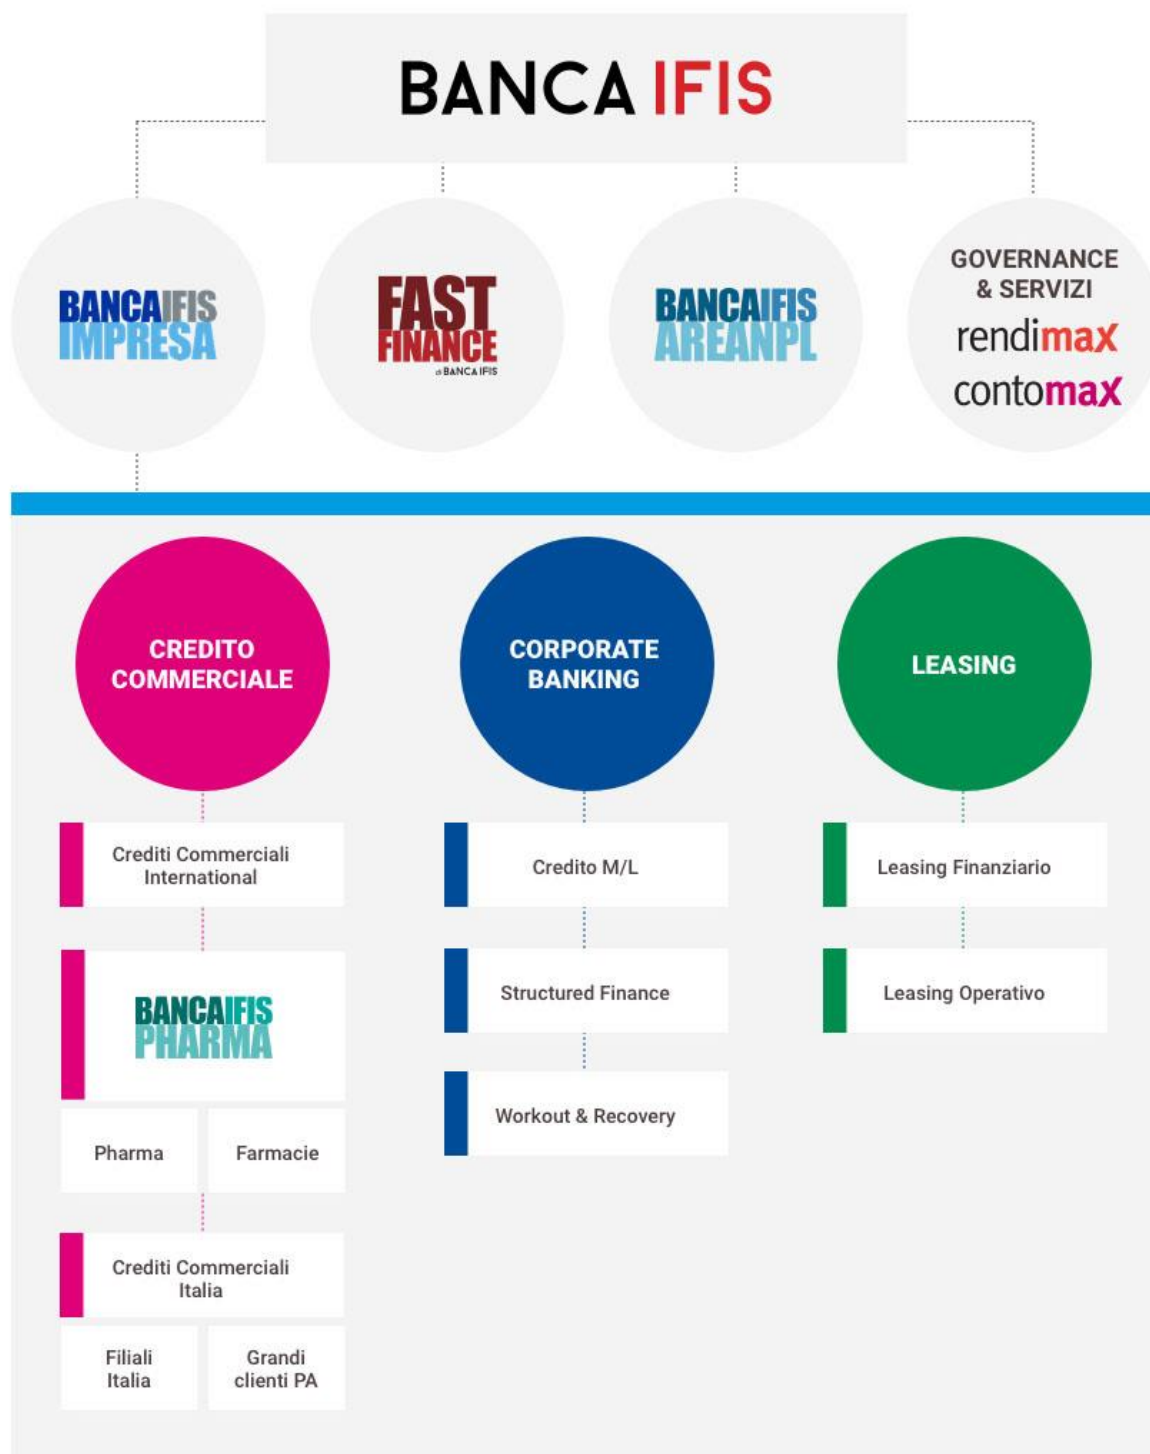 BANCA IFIS
BANCAIFIS
IMPRESA
FAST
FINANCE
di BANCA IFIS
BANCAIFIS
AREANPL
GOVERNANCE
& SERVIZI
rendimax
contomax
CREDITO
COMMERCIALE
CORPORATE
BANKING
LEASING
Crediti Commerciali
International
Credito M/L
Leasing Finanziario
BANCAIFIS
PHARMA
Structured Finance
Leasing Operativo
Workout & Recovery
Pharma
Farmacie
Crediti Commerciali
Italia
Filiali
Italia
Grandi
clienti PA